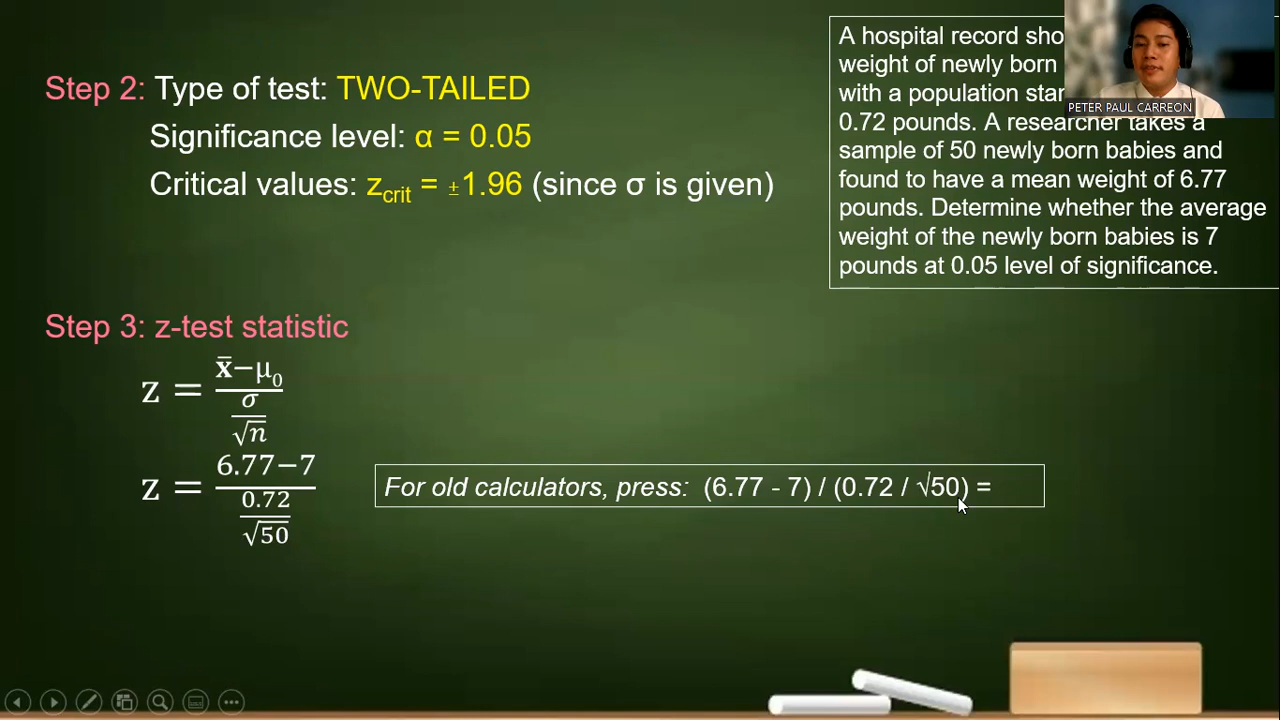 Step 2: Type of test: TWO-TAILED
Significance level: α = 0.05
Critical values: zcrit = ±1.96 (since σ is given)
A hospital record sho
weight of newly born
with a population star
0.72 pounds. A researcher takes a
sample of 50 newly born babies and
found to have a mean weight of 6.77
pounds. Determine whether the average
weight of the newly born babies is 7
pounds at 0.05 level of significance.
PETER PAUL CARREON
Step 3: z-test statistic
z = (x̄−μ0)/(σ/√n)
z = (6.77−7)/(0.72/√50)
For old calculators, press: (6.77 - 7) / (0.72 / √50) =